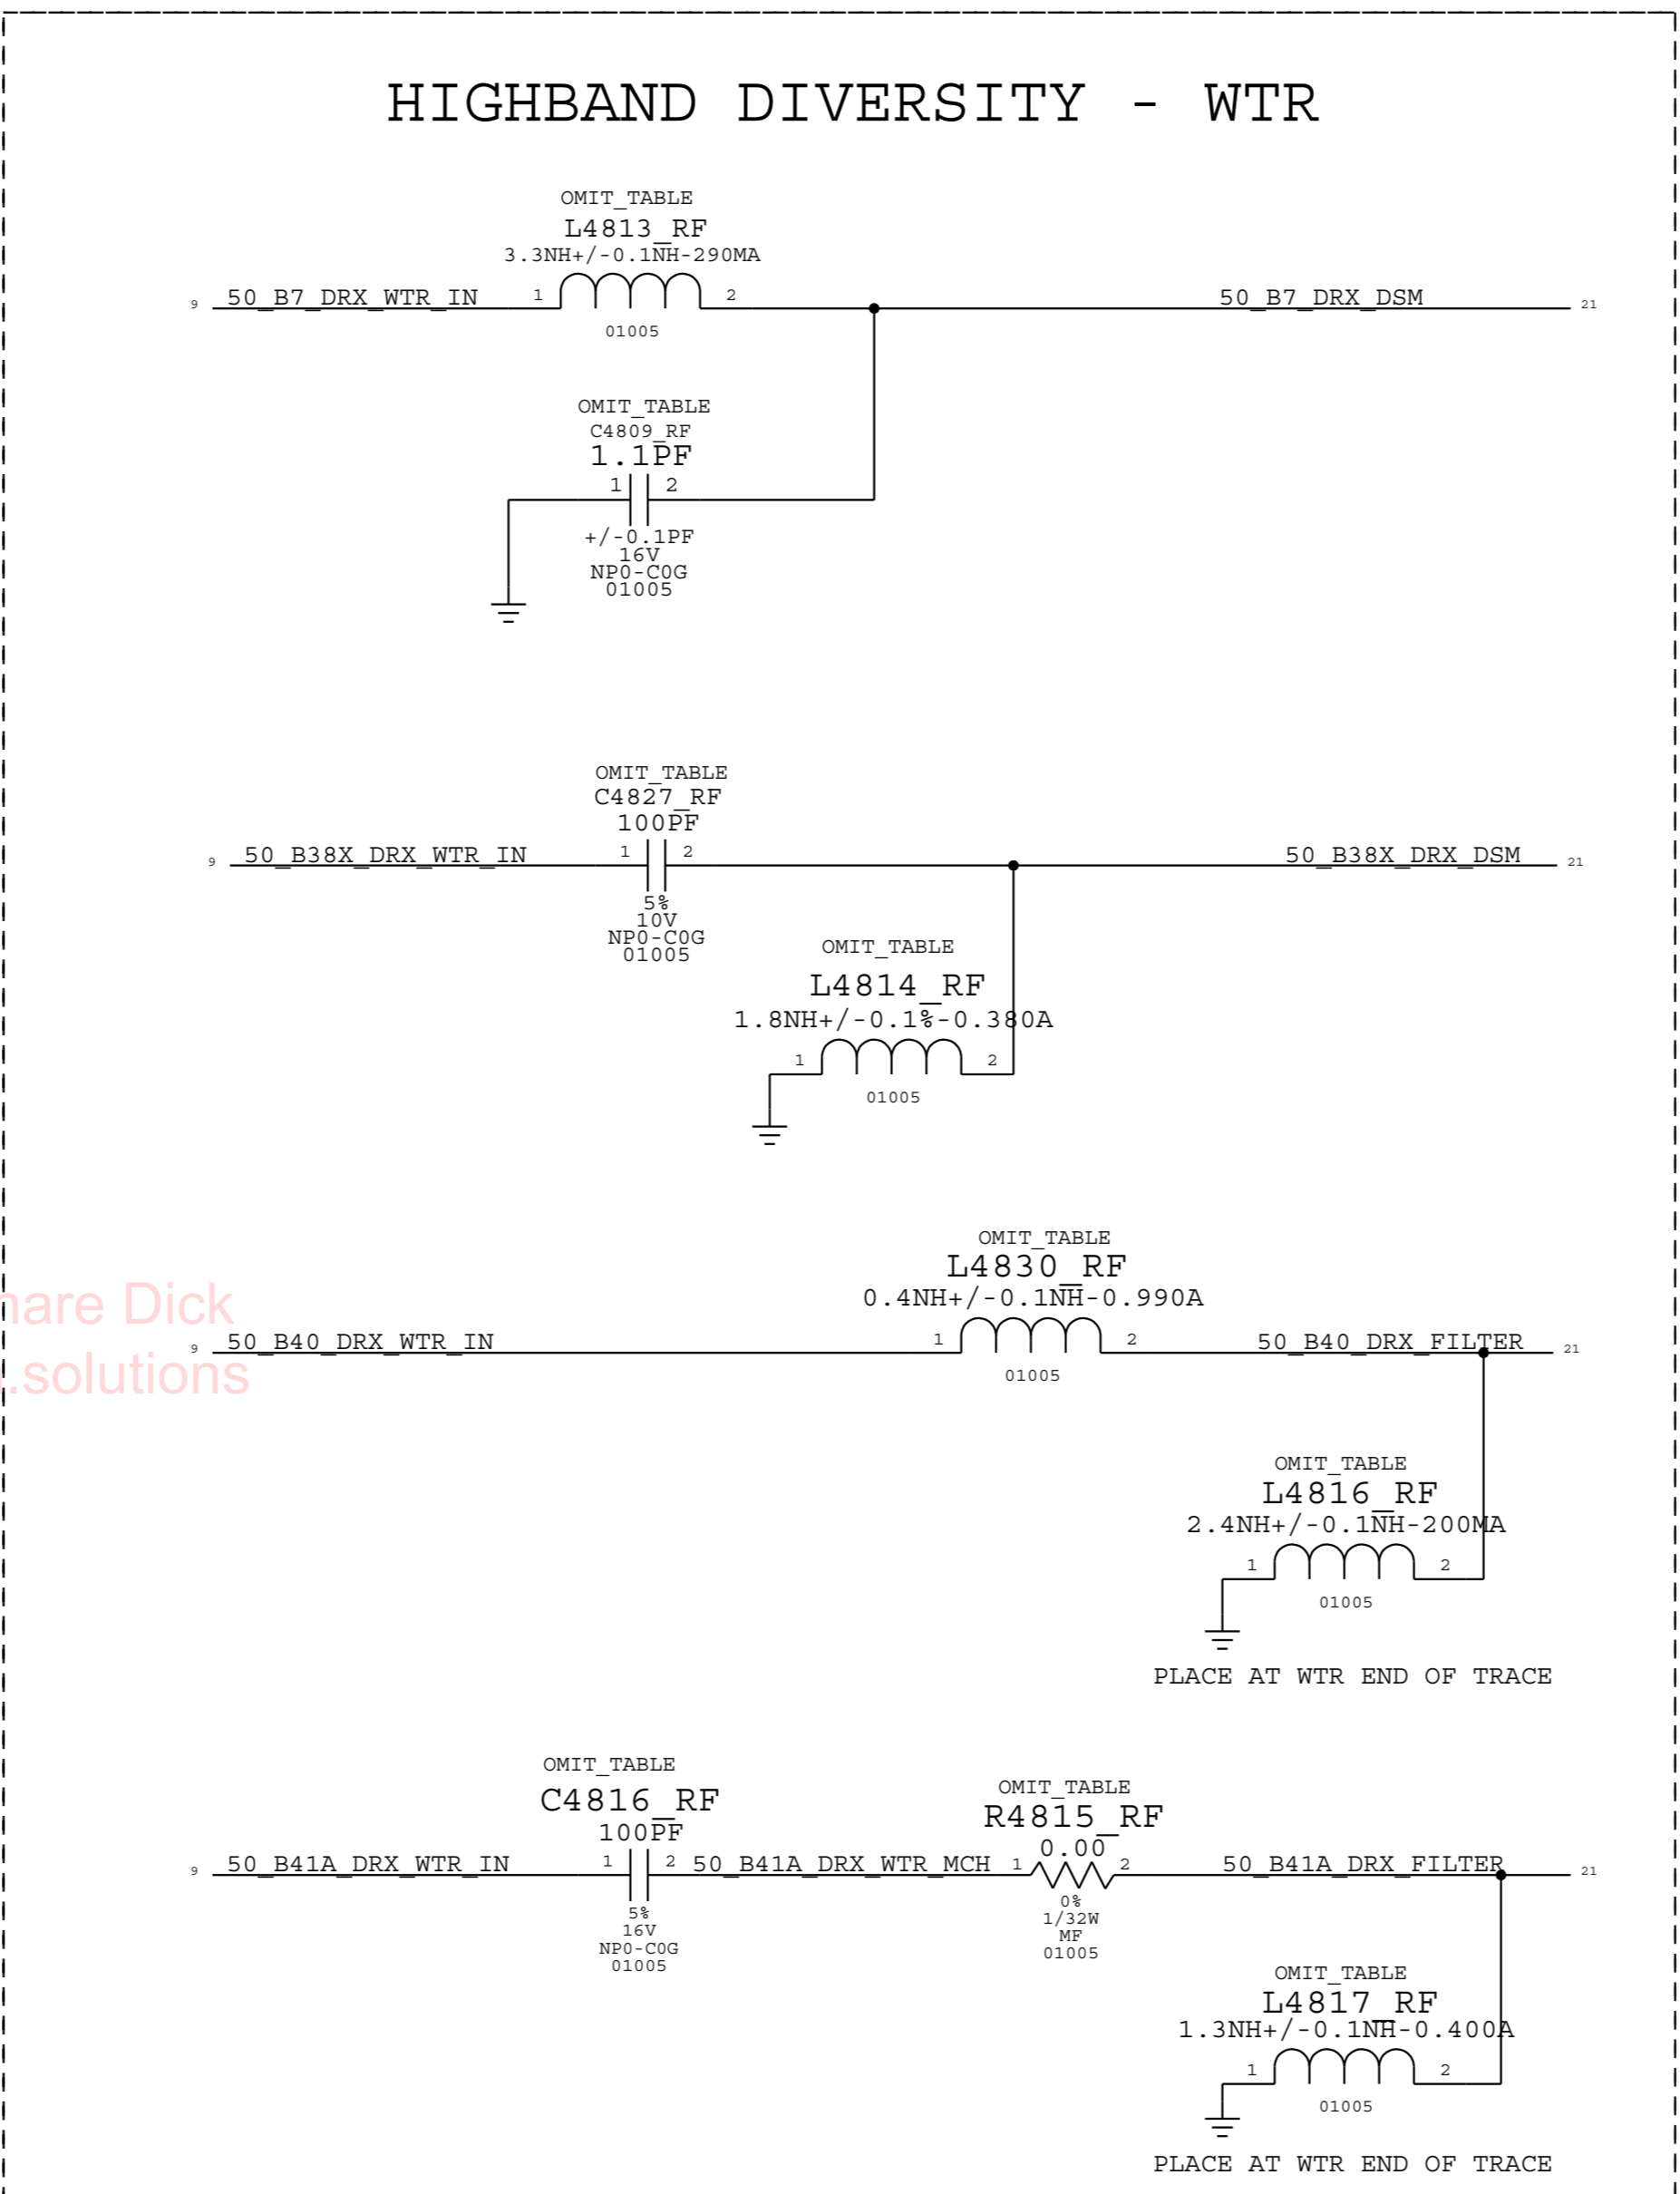 HIGHBAND DIVERSITY - WTR
OMIT_TABLE
L4813_RF
3.3NH+/-0.1NH-290MA
9 50_B7_DRX_WTR_IN 1 2 50_B7_DRX_DSM 21
01005
OMIT_TABLE
C4809_RF
1.1PF
1 2
+/-0.1PF
16V
NP0-C0G
01005
OMIT_TABLE
C4827_RF
100PF
9 50_B38X_DRX_WTR_IN 1 2 50_B38X_DRX_DSM 21
5%
10V
NP0-C0G
01005
OMIT_TABLE
L4814_RF
1.8NH+/-0.1%-0.380A
1 2
01005
OMIT_TABLE
L4830_RF
0.4NH+/-0.1NH-0.990A
9 50_B40_DRX_WTR_IN 1 2 50_B40_DRX_FILTER 21
01005
Dick
.solutions
OMIT_TABLE
L4816_RF
2.4NH+/-0.1NH-200MA
1 2
01005
PLACE AT WTR END OF TRACE
OMIT_TABLE
C4816_RF
100PF
OMIT_TABLE
R4815_RF
0.00
9 50_B41A_DRX_WTR_IN 1 2 50_B41A_DRX_WTR_MCH 1 2 50_B41A_DRX_FILTER 21
5%
16V
NP0-C0G
01005
0%
1/32W
MF
01005
OMIT_TABLE
L4817_RF
1.3NH+/-0.1NH-0.400A
1 2
01005
PLACE AT WTR END OF TRACE